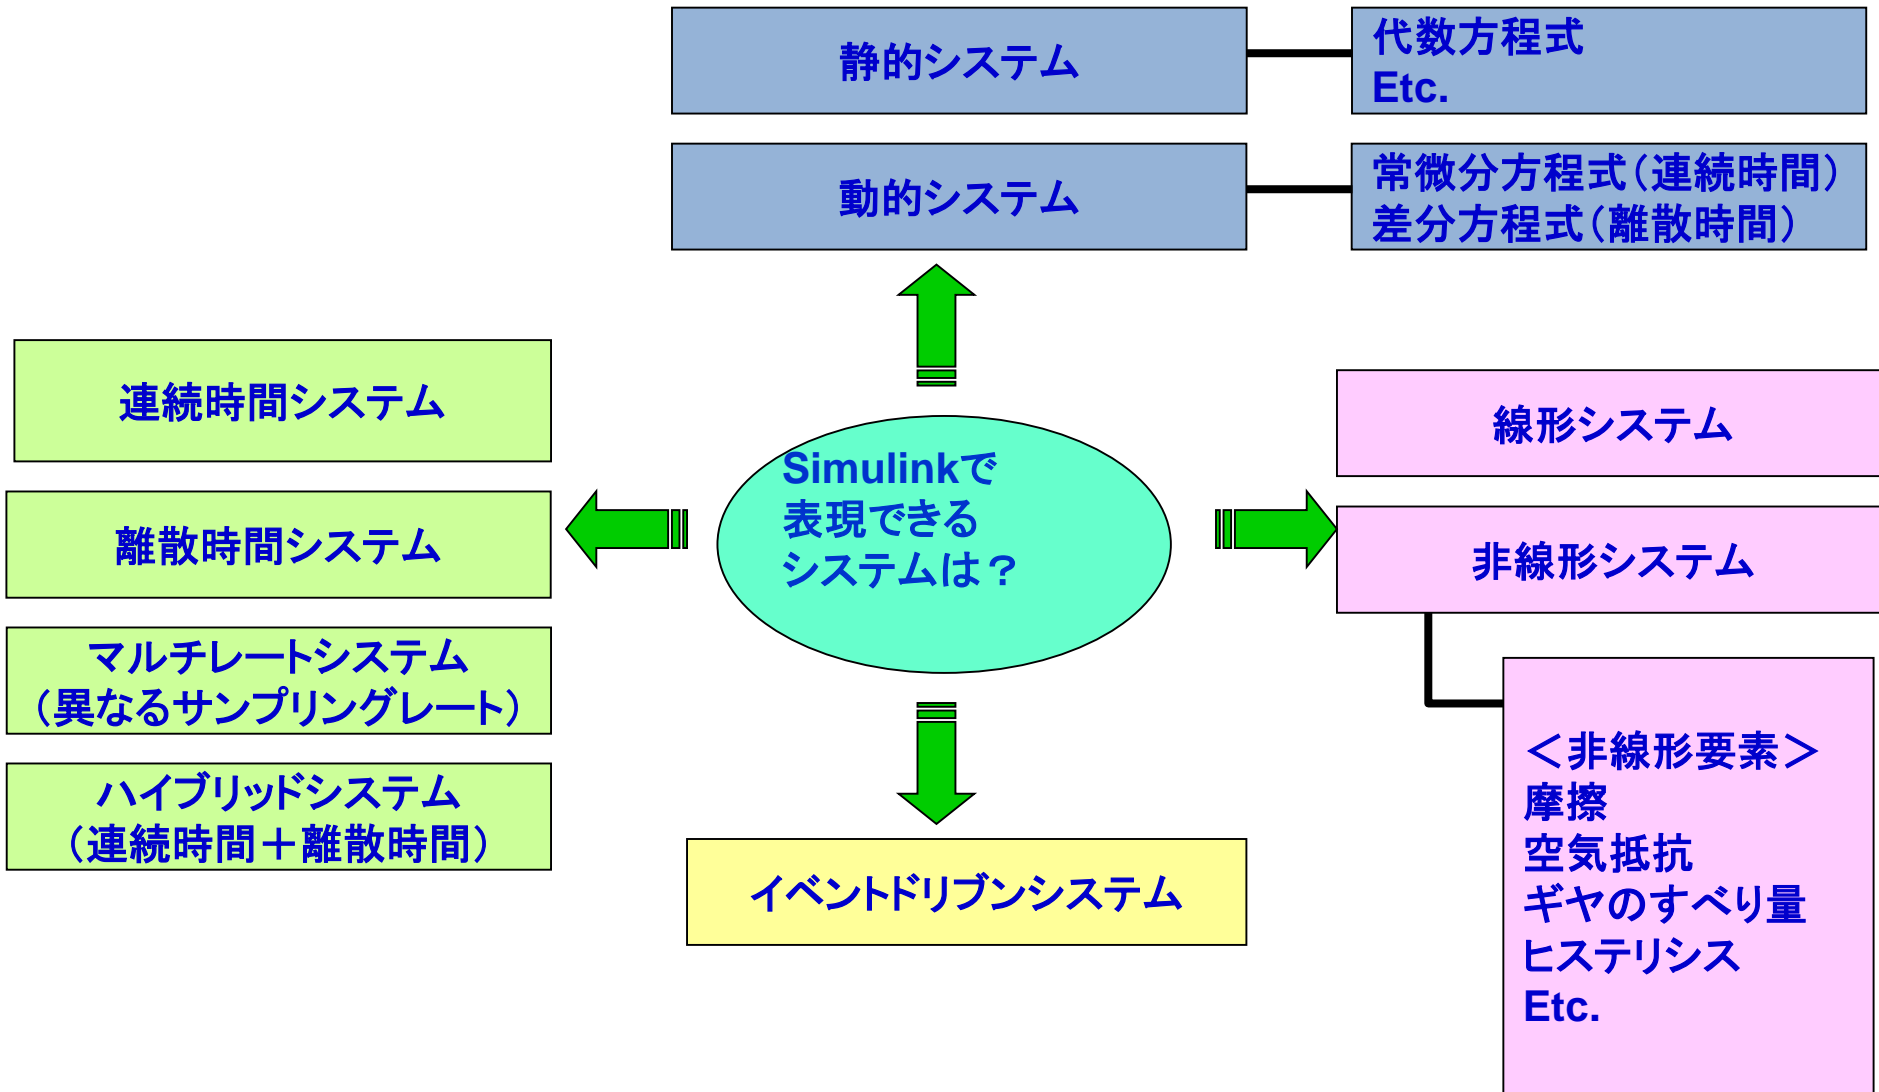 静的システム
代数方程式
Etc.
動的システム
常微分方程式（連続時間）
差分方程式（離散時間）
連続時間システム
離散時間システム
マルチレートシステム
（異なるサンプリングレート）
ハイブリッドシステム
（連続時間＋離散時間）
Simulinkで
表現できる
システムは？
線形システム
非線形システム
＜非線形要素＞
摩擦
空気抵抗
ギヤのすべり量
ヒステリシス
Etc.
イベントドリブンシステム